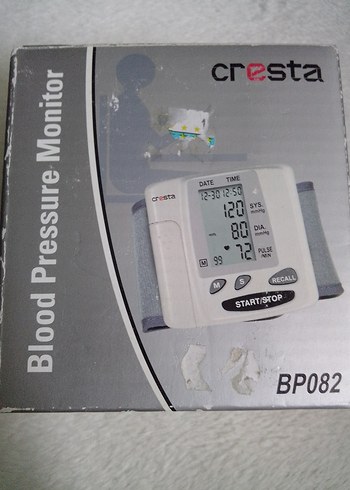 cresta
Blood Pressure Monitor
cresta
DATE TIME
12-30 12-50
120 SYS.
mmHg
80 DIA.
mmHg
72 PULSE
M 99
M S RECALL
START/STOP
BP082